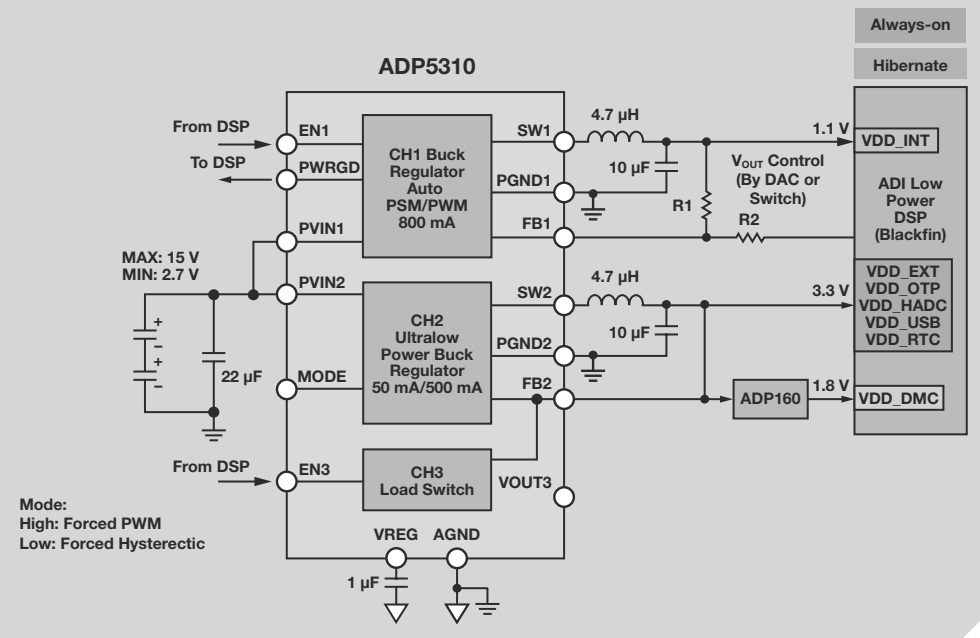 Always-on
Hibernate
ADP5310
From DSP
To DSP
EN1
PWRGD
PVIN1
PVIN2
MODE
EN3
CH1 Buck
Regulator
Auto
PSM/PWM
800 mA
SW1
PGND1
FB1
4.7 µH
10 µF
R1
R2
VOUT Control
(By DAC or
Switch)
1.1 V
VDD_INT
ADI Low
Power
DSP
(Blackfin)
MAX: 15 V
MIN: 2.7 V
+
–
+
–
22 µF
CH2
Ultralow
Power Buck
Regulator
50 mA/500 mA
SW2
PGND2
FB2
4.7 µH
10 µF
3.3 V
VDD_EXT
VDD_OTP
VDD_HADC
VDD_USB
VDD_RTC
ADP160
1.8 V
VDD_DMC
From DSP
CH3
Load Switch
VOUT3
VREG
AGND
1 µF
Mode:
High: Forced PWM
Low: Forced Hysterectic